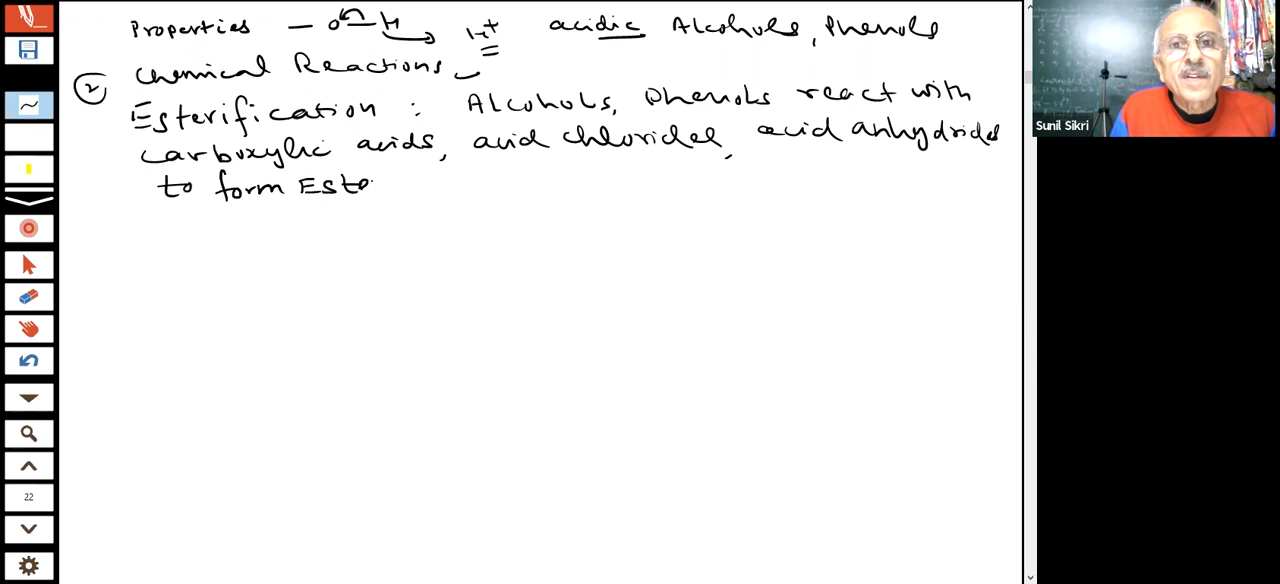 Properties – O–H H+ acidic Alcohols, Phenols
② Chemical Reactions
Esterification : Alcohols, Phenols react with
carboxylic acids, acid chlorides, acid anhydrides
to form Este
Sunil Sikri
22